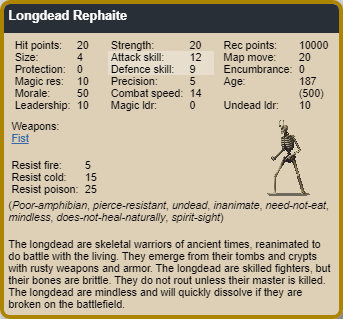 Longdead Rephaite
Hit points: 20 Strength: 20 Rec points: 10000
Size: 4 Attack skill: 12 Map move: 20
Protection: 0 Defence skill: 9 Encumbrance: 0
Magic res: 10 Precision: 5 Age: 187
Morale: 50 Combat speed: 14 (500)
Leadership: 10 Magic ldr: 0 Undead ldr: 10
Weapons:
Fist
Resist fire: 5
Resist cold: 15
Resist poison: 25
(Poor-amphibian, pierce-resistant, undead, inanimate, need-not-eat,
mindless, does-not-heal-naturally, spirit-sight)
The longdead are skeletal warriors of ancient times, reanimated to
do battle with the living. They emerge from their tombs and crypts
with rusty weapons and armor. The longdead are skilled fighters, but
their bones are brittle. They do not rout unless their master is killed.
The longdead are mindless and will quickly dissolve if they are
broken on the battlefield.